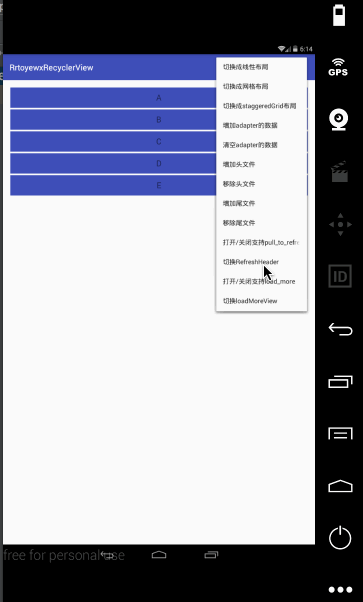 6:14
GPS
RrtoyewxRecyclerView
切换成线性布局
切换成网格布局
切换成staggeredGrid布局
增加adapter的数据
清空adapter的数据
增加头文件
移除头文件
增加尾文件
移除尾文件
打开/关闭支持pull_to_refr
切换RefreshHeader
打开/关闭支持load_more
切换loadMoreView
A
B
C
D
E
ID
free for personal use